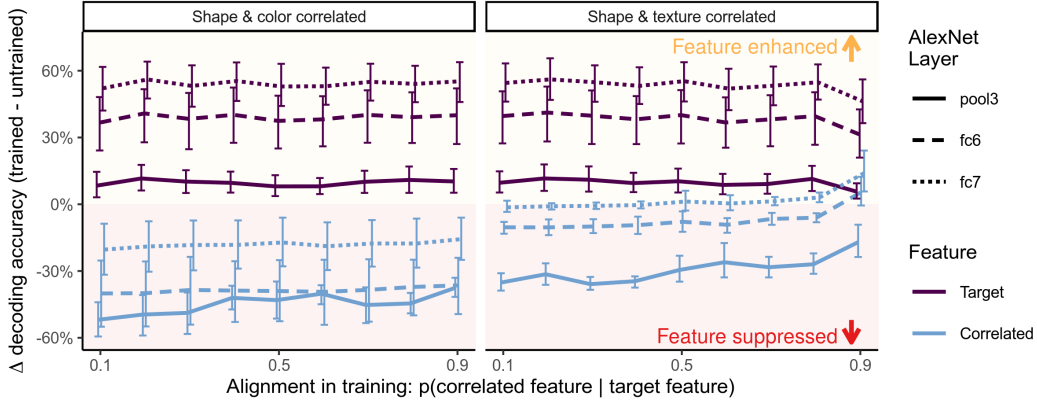 Shape & color correlated
Shape & texture correlated
Δ decoding accuracy (trained - untrained)
60%
30%
0%
-30%
-60%
Feature enhanced
Feature suppressed
0.1
0.5
0.9
0.1
0.5
0.9
Alignment in training: p(correlated feature | target feature)
AlexNet
Layer
pool3
fc6
fc7
Feature
Target
Correlated